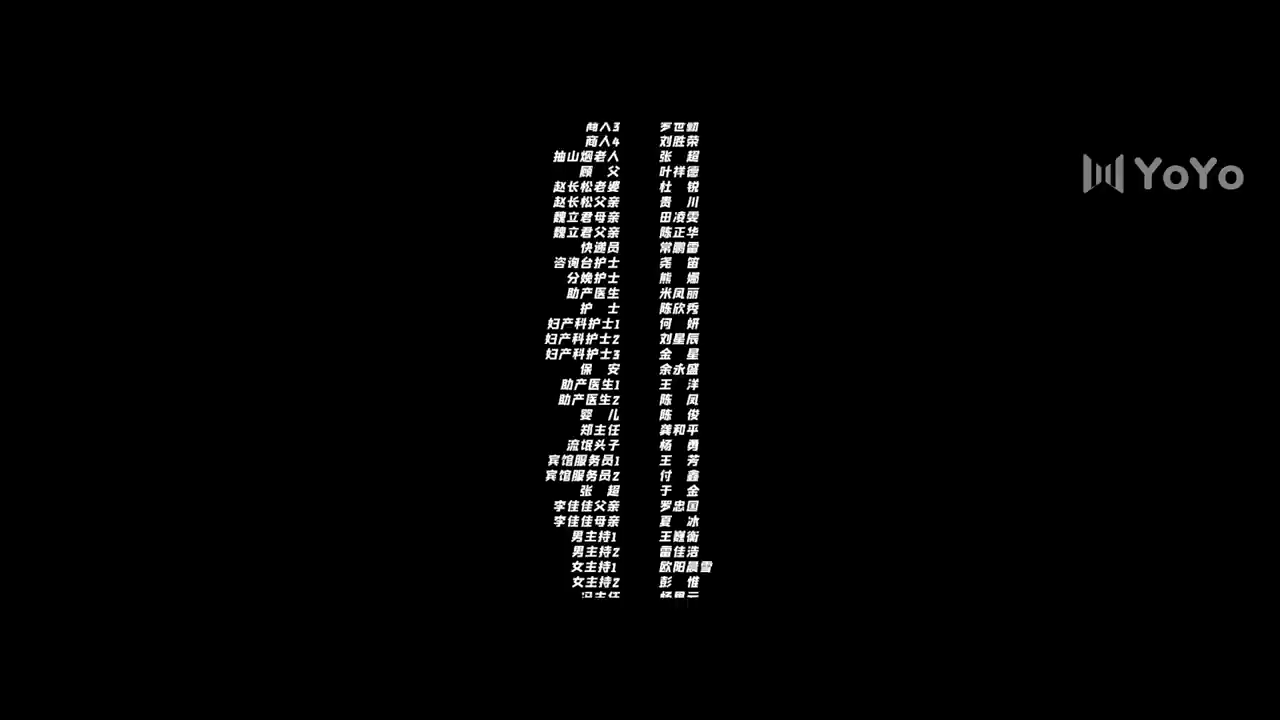 商人3 罗世勤
商人4 刘胜荣
抽山烟老人 张 超
顾 父 叶祥德
赵长松老婆 杜 锐
赵长松父亲 贵 川
魏立君母亲 田凌雯
魏立君父亲 陈正华
快递员 常鹏雷
咨询台护士 尧 笛
分娩护士 熊 娜
助产医生 米凤丽
护 士 陈欣秀
妇产科护士1 何 妍
妇产科护士2 刘星辰
妇产科护士3 金 星
保 安 余永盛
助产医生1 王 洋
助产医生2 陈 凤
婴 儿 陈 俊
郑主任 龚和平
流氓头子 杨 勇
宾馆服务员1 王 芳
宾馆服务员2 付 鑫
张 超 于 金
李佳佳父亲 罗忠国
李佳佳母亲 夏 冰
男主持1 王巍衡
男主持2 雷佳浩
女主持1 欧阳晨雪
女主持2 彭 惟
YoYo